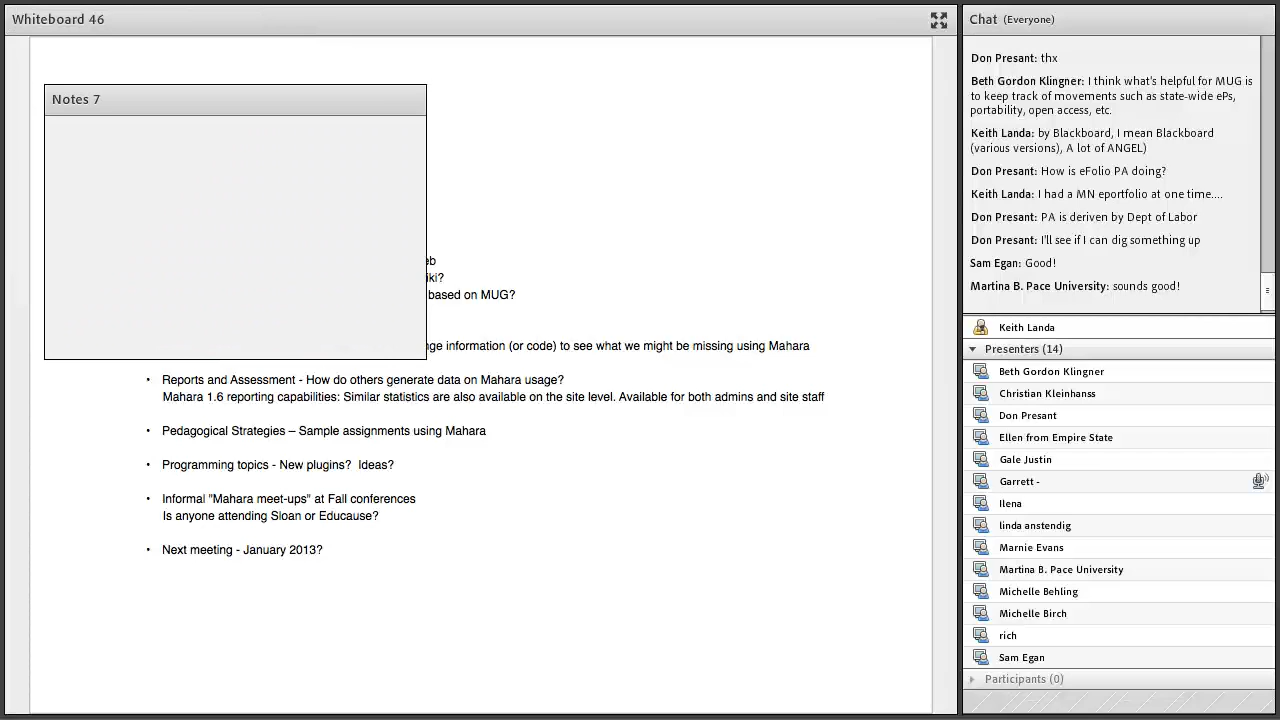 Whiteboard 46
Notes 7
iki?
based on MUG?
information (or code) to see what we might be missing using Mahara
• Reports and Assessment - How do others generate data on Mahara usage?
Mahara 1.6 reporting capabilities: Similar statistics are also available on the site level. Available for both admins and site staff
• Pedagogical Strategies – Sample assignments using Mahara
• Programming topics - New plugins?  Ideas?
• Informal "Mahara meet-ups" at Fall conferences
Is anyone attending Sloan or Educause?
• Next meeting - January 2013?
Chat (Everyone)
Don Presant: thx
Beth Gordon Klingner: I think what's helpful for MUG is
to keep track of movements such as state-wide ePs,
portability, open access, etc.
Keith Landa: by Blackboard, I mean Blackboard
(various versions), A lot of ANGEL)
Don Presant: How is eFolio PA doing?
Keith Landa: I had a MN eportfolio at one time....
Don Presant: PA is derived by Dept of Labor
Don Presant: I'll see if I can dig something up
Sam Egan: Good!
Martina B. Pace University: sounds good!
Keith Landa
Presenters (14)
Beth Gordon Klingner
Christian Kleinhanss
Don Presant
Ellen from Empire State
Gale Justin
Garrett -
Ilena
linda anstendig
Marnie Evans
Martina B. Pace University
Michelle Behling
Michelle Birch
rich
Sam Egan
Participants (0)